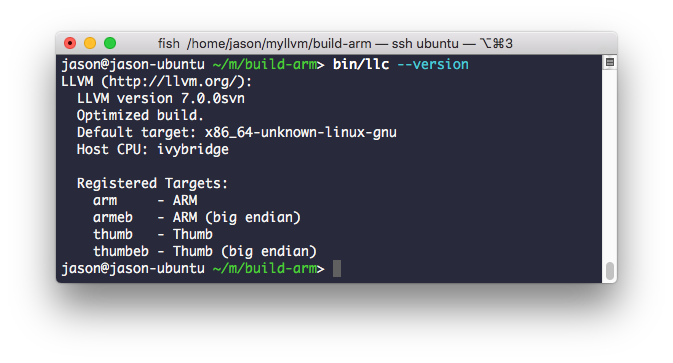 fish /home/jason/myllvm/build-arm — ssh ubuntu — ⌥⌘3
jason@jason-ubuntu ~/m/build-arm> bin/llc --version
LLVM (http://llvm.org/):
  LLVM version 7.0.0svn
  Optimized build.
  Default target: x86_64-unknown-linux-gnu
  Host CPU: ivybridge

  Registered Targets:
    arm     - ARM
    armeb   - ARM (big endian)
    thumb   - Thumb
    thumbeb - Thumb (big endian)
jason@jason-ubuntu ~/m/build-arm>